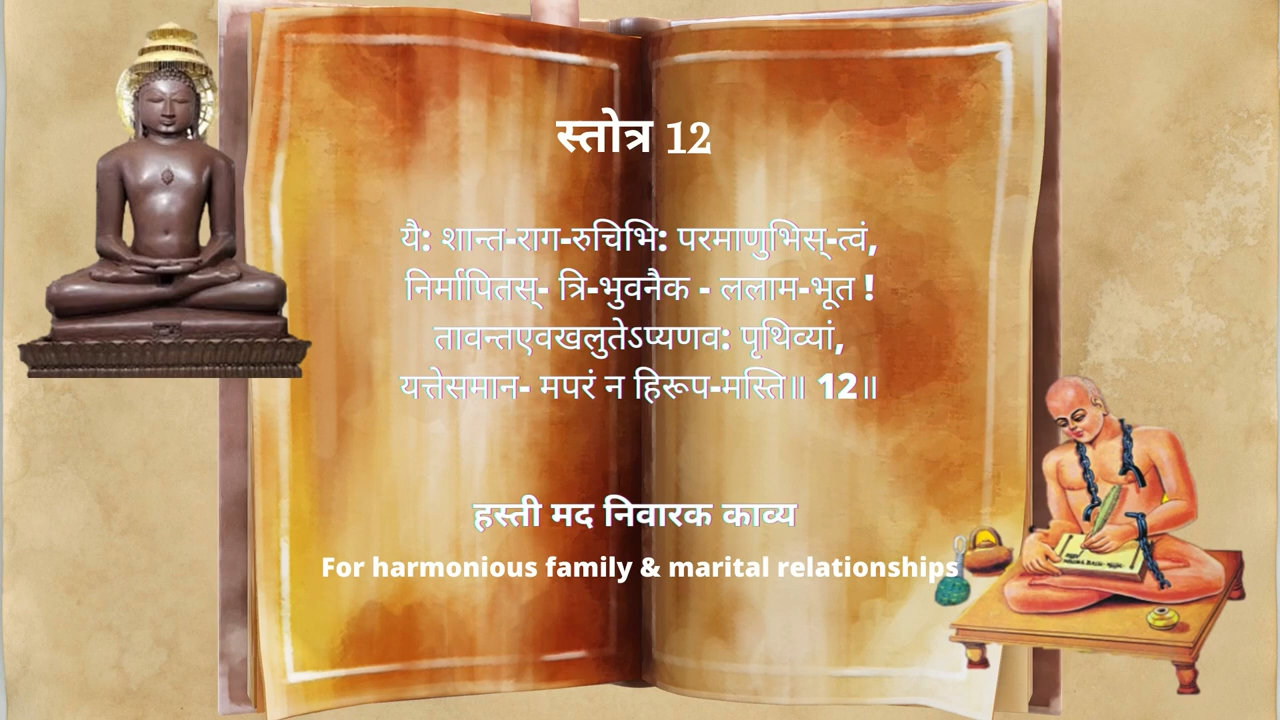 स्तोत्र 12
यै: शान्त-राग-रुचिभि: परमाणुभिस्-त्वं,
निर्मापितस्- त्रि-भुवनैक - ललाम-भूत !
तावन्तएवखलुतेऽप्यणव: पृथिव्यां,
यत्तेसमान- मपरं न हिरूप-मस्ति॥ 12॥
हस्ती मद निवारक काव्य
For harmonious family & marital relationships